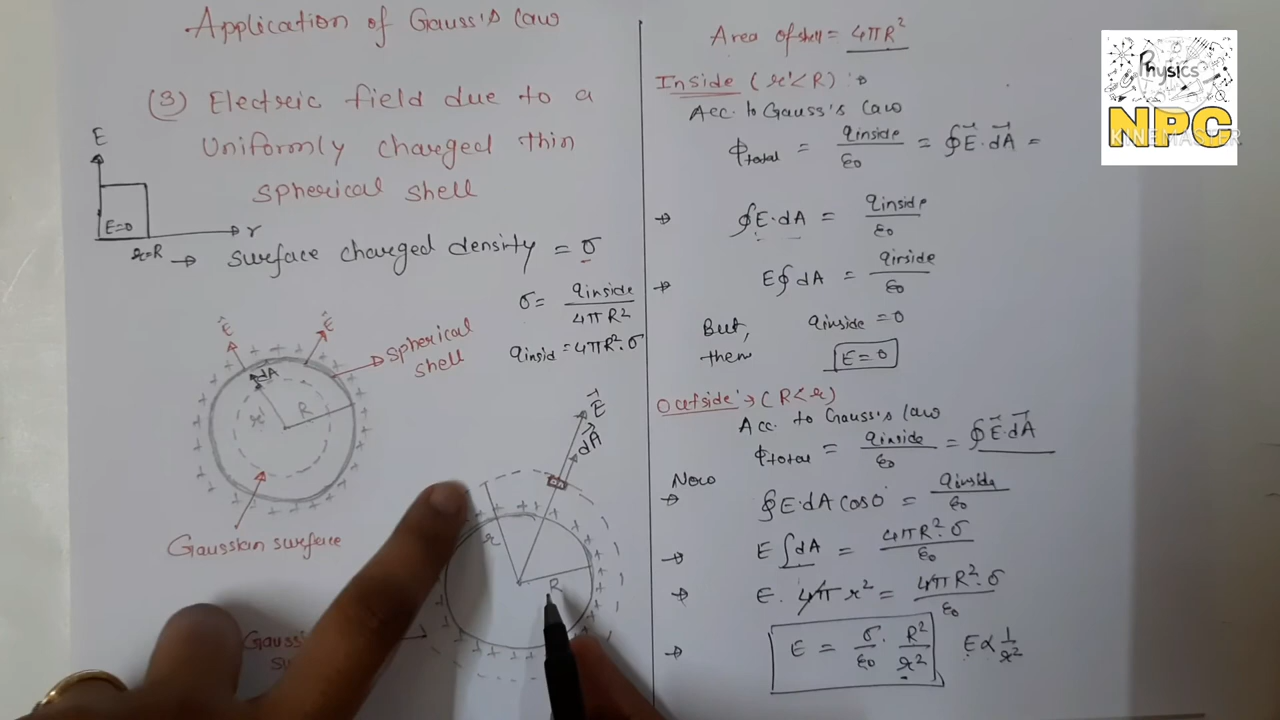 Application of Gauss's law
(3) Electric field due to a
Uniformly charged thin
spherical shell
E
E=0
r
r=R
→ surface charged density = σ
σ = qinside / 4πR²
qinsid = 4πR².σ
E
E
spherical
shell
dA
r
R
Gaussian surface
E
dA
r
R
Area of shell = 4πR²
Inside (r<R) :-
Acc. to Gauss's law
ϕtotal = qinside / ε0 = ∮E.dA =
→ ∮E.dA = qinside / ε0
→ E∮dA = qinside / ε0
But, qinside = 0
then E=0
Outside → (R<r)
Acc to Gauss's law
ϕtotal = qinside / ε0 = ∮E.dA
Now
→ ∮E.dA cos0 = qinside / ε0
→ E∫dA = 4πR².σ / ε0
→ E. 4π r² = 4πR².σ / ε0
→ E = σ/ε0 . R²/r² E∝1/r²
Physics
NPC
KINEMASTER